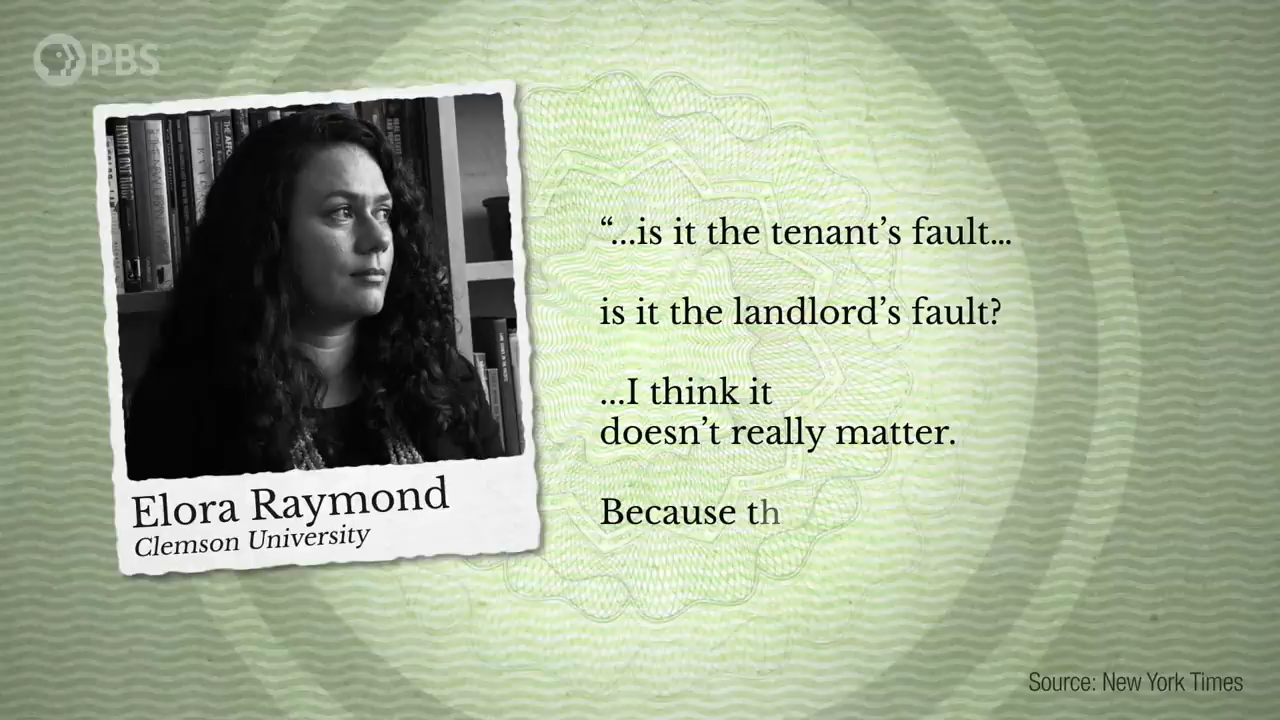 PBS
“...is it the tenant’s fault...
is it the landlord’s fault?
...I think it
doesn’t really matter.
Because th
Elora Raymond
Clemson University
Source: New York Times